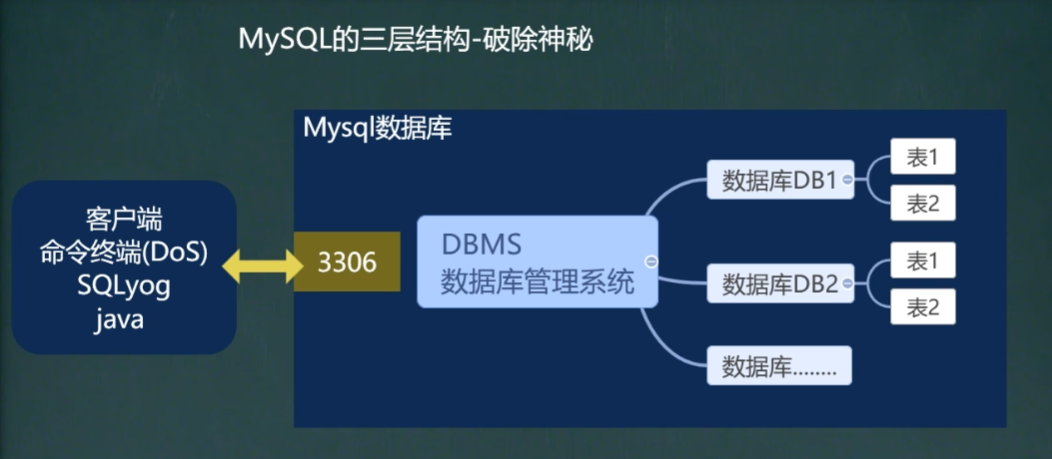 MySQL的三层结构-破除神秘
Mysql数据库
客户端
命令终端(DoS)
SQLyog
java
3306
DBMS
数据库管理系统
数据库DB1
表1
表2
数据库DB2
表1
表2
数据库........